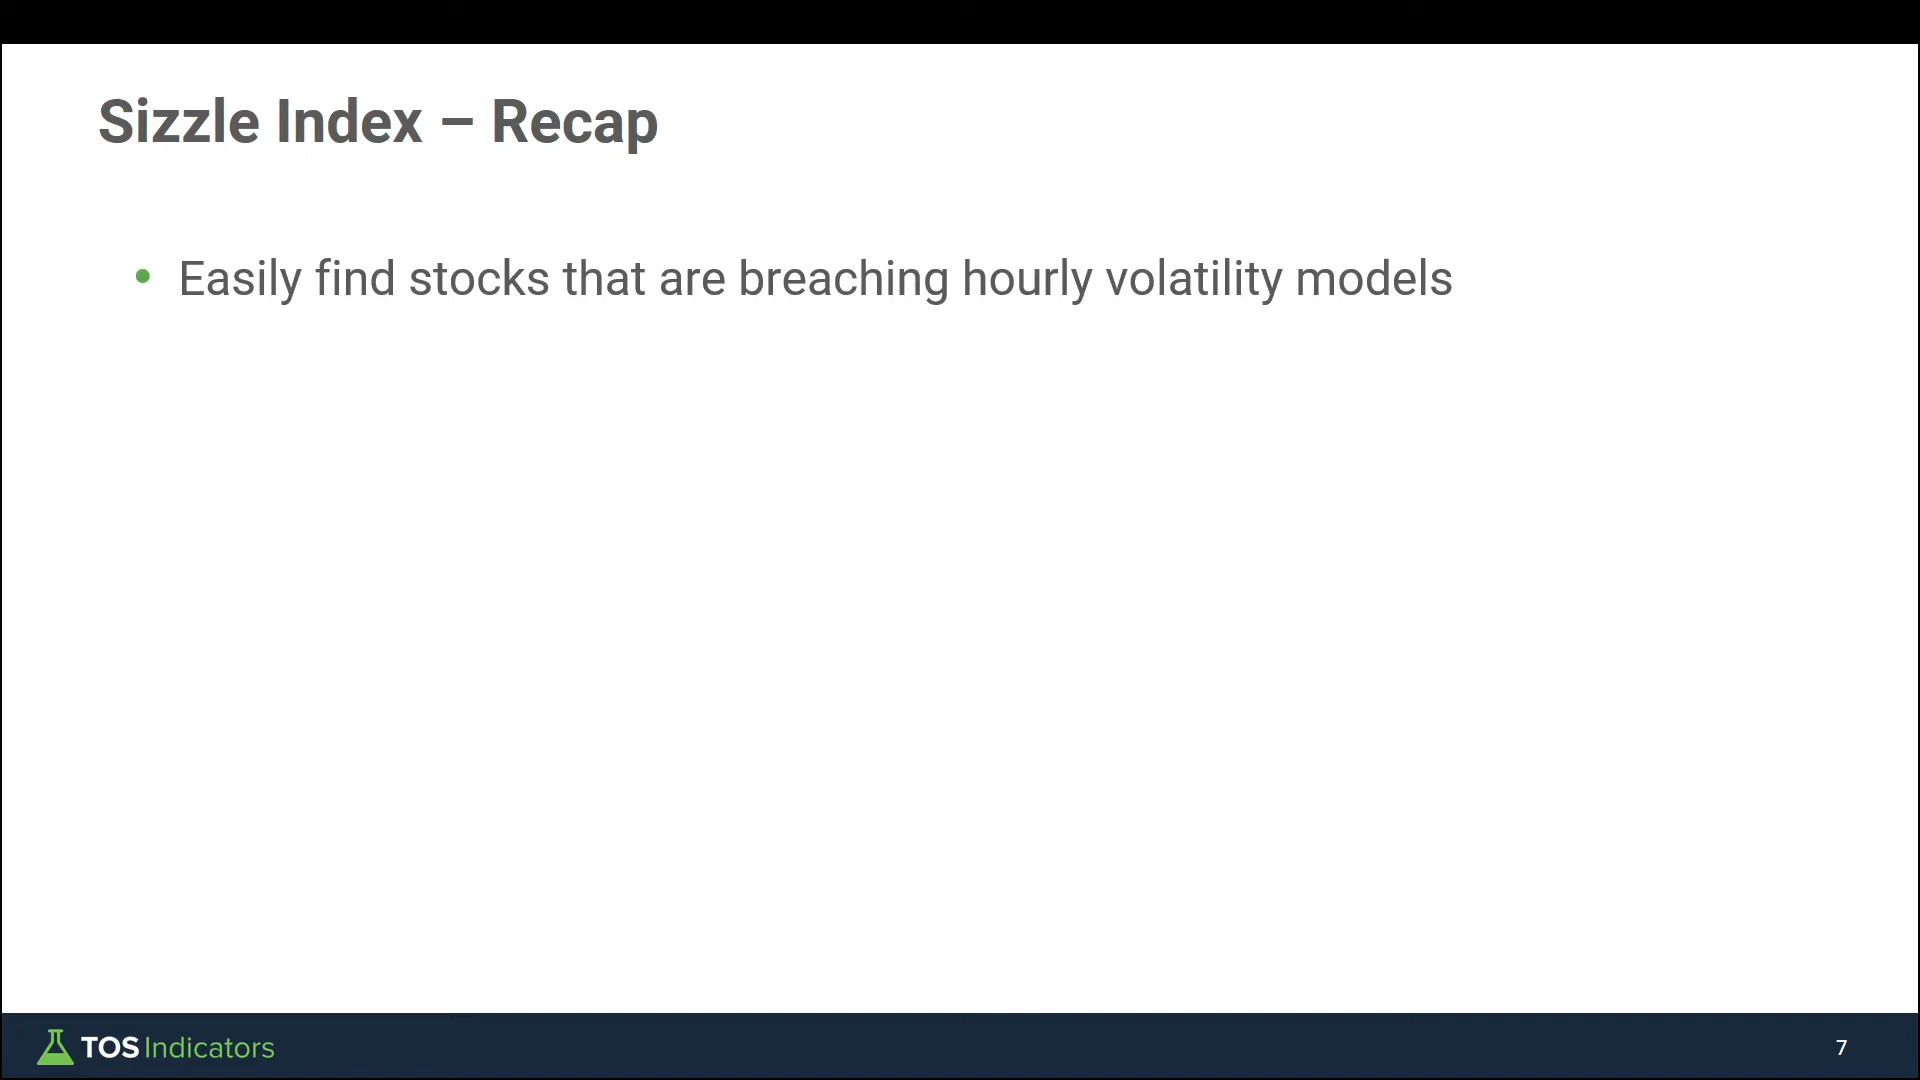 Sizzle Index – Recap
• Easily find stocks that are breaching hourly volatility models
TOS Indicators
7